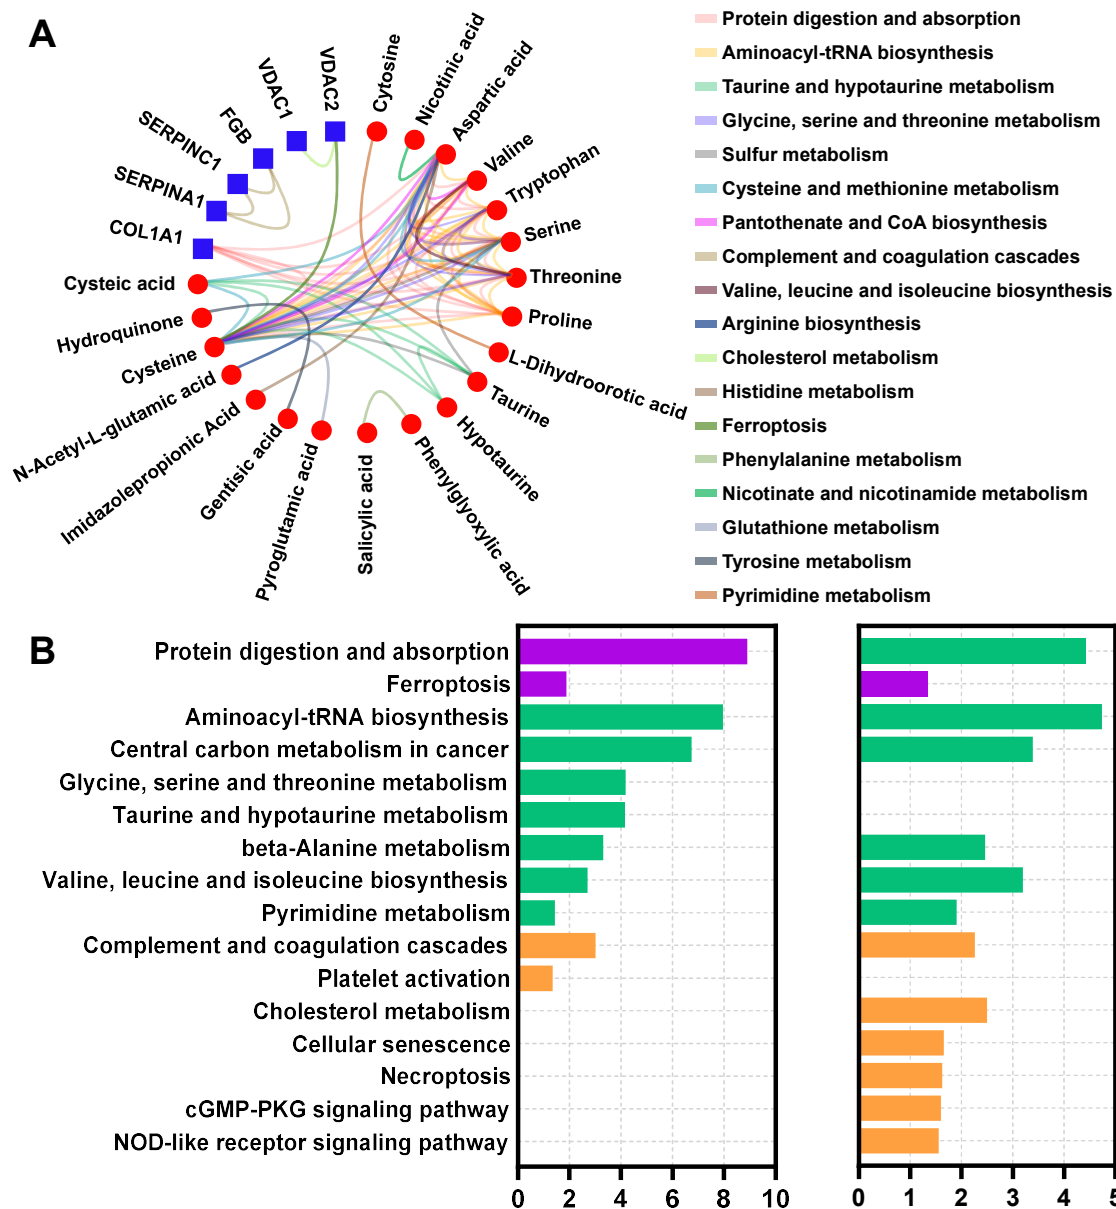 A
Cytosine
Nicotinic acid
Aspartic acid
Valine
Tryptophan
Serine
Threonine
Proline
L-Dihydroorotic acid
Taurine
Hypotaurine
Phenylglyoxylic acid
Salicylic acid
Pyroglutamic acid
Gentisic acid
Imidazolepropionic Acid
N-Acetyl-L-glutamic acid
Cysteine
Hydroquinone
Cysteic acid
COL1A1
SERPINA1
SERPINC1
FGB
VDAC1
VDAC2
Protein digestion and absorption
Aminoacyl-tRNA biosynthesis
Taurine and hypotaurine metabolism
Glycine, serine and threonine metabolism
Sulfur metabolism
Cysteine and methionine metabolism
Pantothenate and CoA biosynthesis
Complement and coagulation cascades
Valine, leucine and isoleucine biosynthesis
Arginine biosynthesis
Cholesterol metabolism
Histidine metabolism
Ferroptosis
Phenylalanine metabolism
Nicotinate and nicotinamide metabolism
Glutathione metabolism
Tyrosine metabolism
Pyrimidine metabolism
B
Protein digestion and absorption
Ferroptosis
Aminoacyl-tRNA biosynthesis
Central carbon metabolism in cancer
Glycine, serine and threonine metabolism
Taurine and hypotaurine metabolism
beta-Alanine metabolism
Valine, leucine and isoleucine biosynthesis
Pyrimidine metabolism
Complement and coagulation cascades
Platelet activation
Cholesterol metabolism
Cellular senescence
Necroptosis
cGMP-PKG signaling pathway
NOD-like receptor signaling pathway
0 2 4 6 8 10
0 1 2 3 4 5